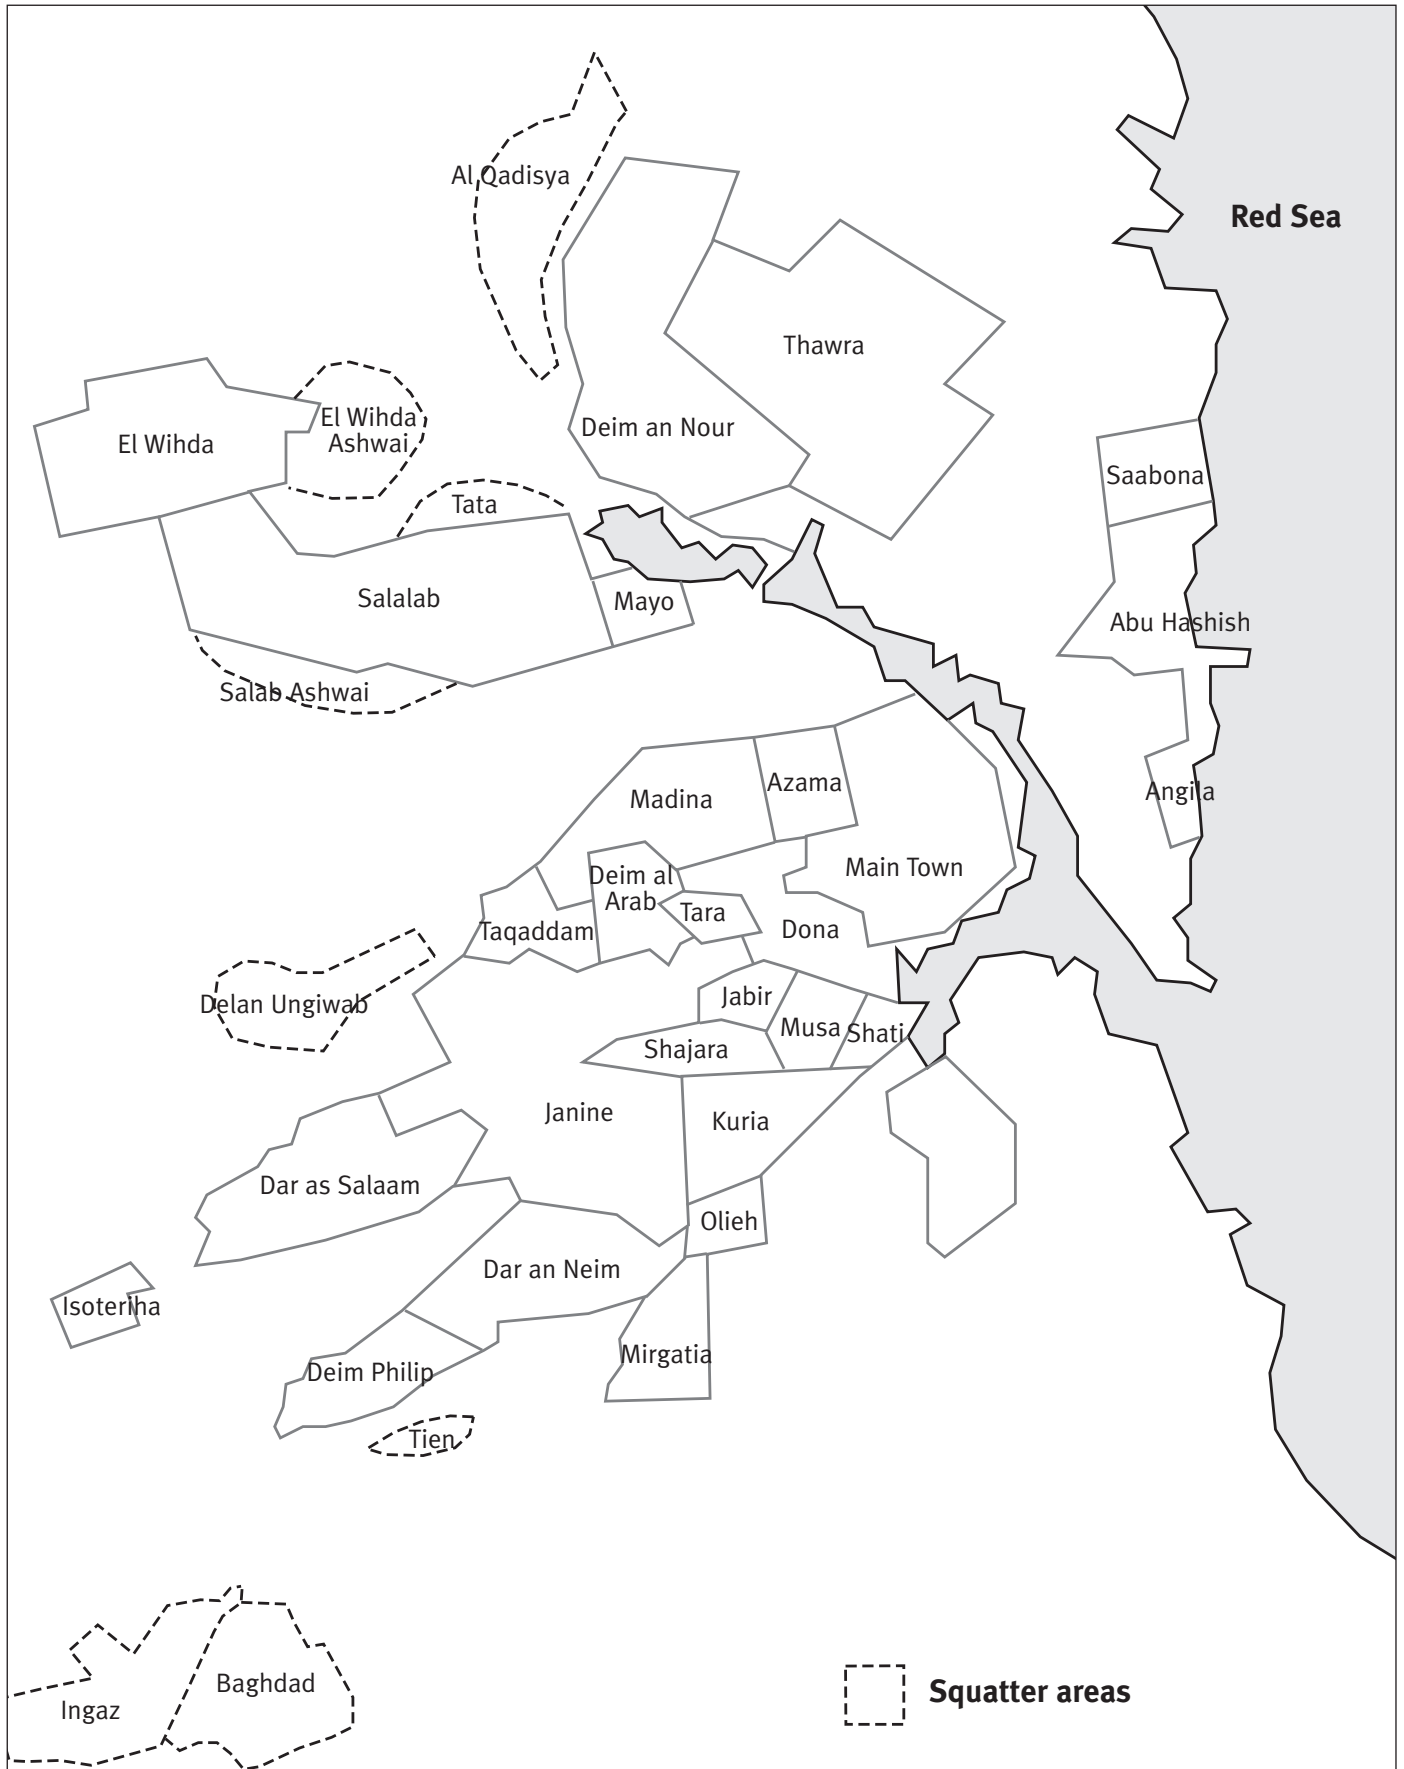 Al Qadisya
Red Sea
Thawra
El Wihda
Ashwai
El Wihda
Deim an Nour
Saabona
Tata
Salalab
Mayo
Abu Hashish
Salab Ashwai
Azama
Madina
Angila
Main Town
Deim al
Arab
Tara
Taqaddam
Dona
Delan Ungiwab
Jabir
Musa
Shati
Shajara
Janine
Kuria
Dar as Salaam
Olieh
Dar an Neim
Isoteriha
Mirgatia
Deim Philip
Tien
Baghdad
Ingaz
Squatter areas